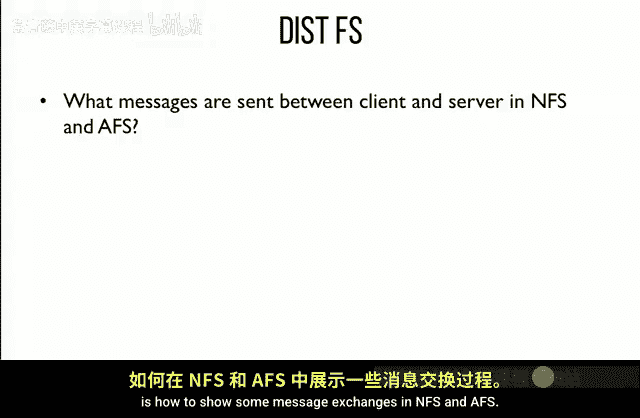 DIST FS
• What messages are sent between client and server in NFS
and AFS?
如何在 NFS 和 AFS 中展示一些消息交换过程。
is how to show some message exchanges in NFS and AFS.